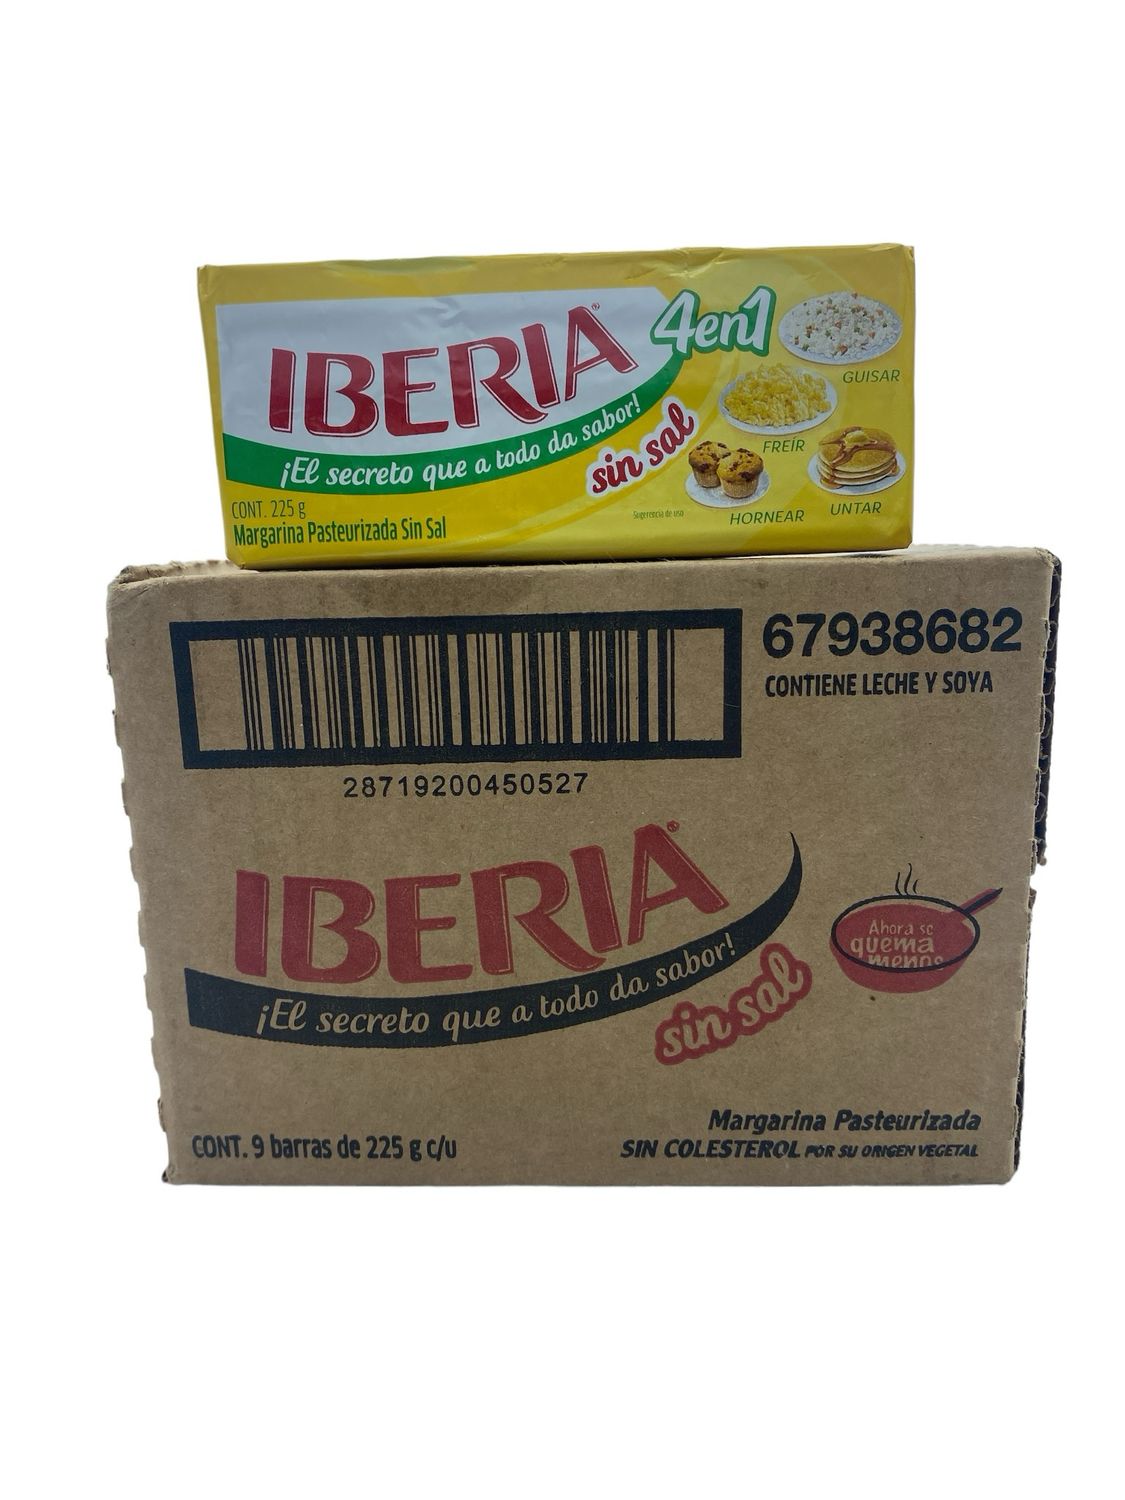 IBERIA®
4en1
¡El secreto que a todo da sabor!
sin sal
GUISAR
FREÍR
HORNEAR
UNTAR
Sugerencia de uso
CONT. 225 g
Margarina Pasteurizada Sin Sal
67938682
CONTIENE LECHE Y SOYA
28719200450527
IBERIA®
¡El secreto que a todo da sabor!
sin sal
Ahora se
quema
menos
CONT. 9 barras de 225 g c/u
Margarina Pasteurizada
SIN COLESTEROL POR SU ORIGEN VEGETAL